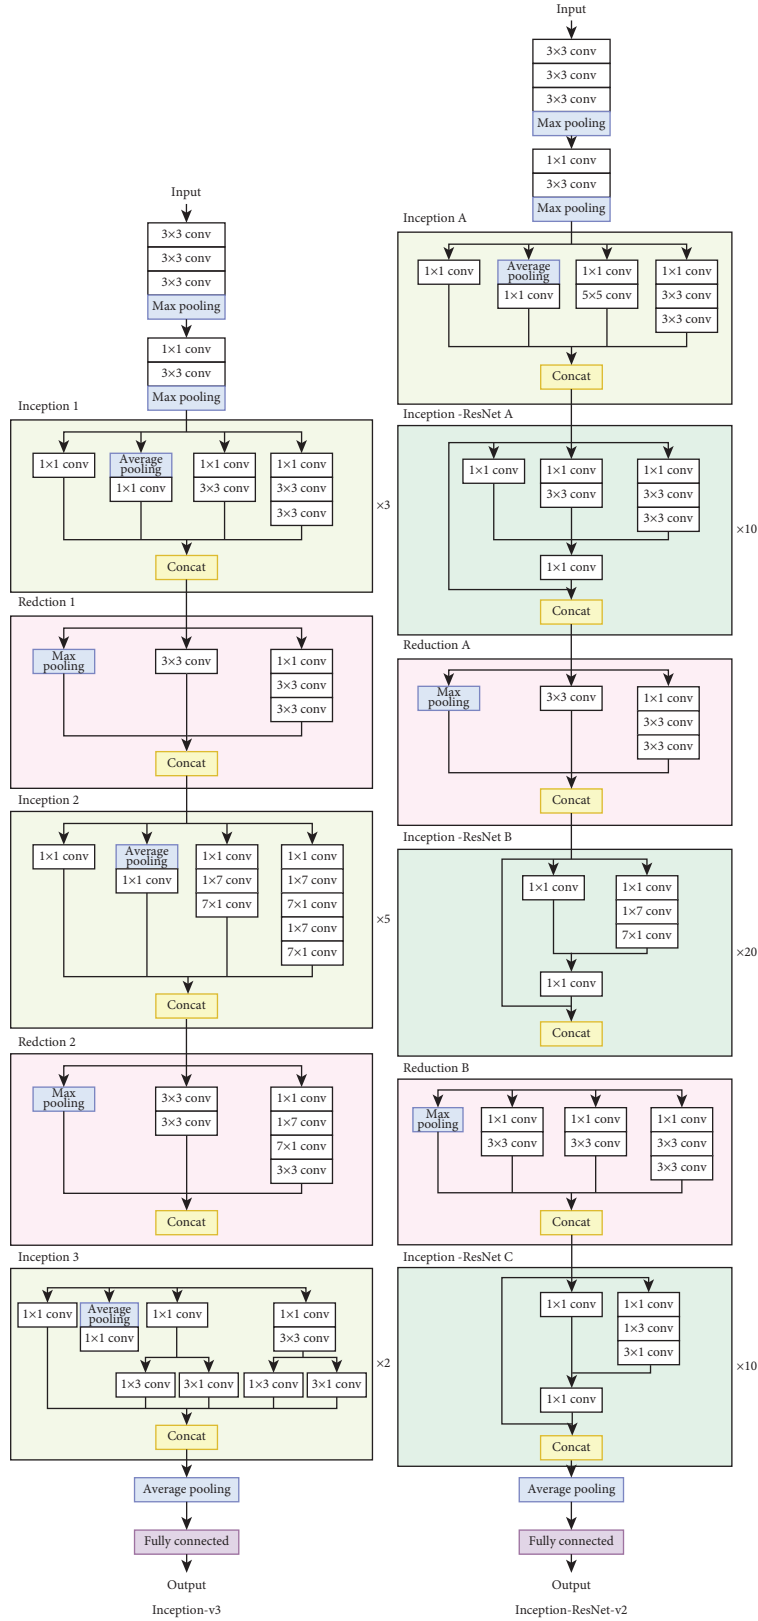 Input
3×3 conv
3×3 conv
3×3 conv
Max pooling
1×1 conv
3×3 conv
Max pooling
Inception 1
1×1 conv
Average
pooling
1×1 conv
1×1 conv
3×3 conv
1×1 conv
3×3 conv
3×3 conv
×3
Concat
Redction 1
Max
pooling
3×3 conv
1×1 conv
3×3 conv
3×3 conv
Concat
Inception 2
1×1 conv
Average
pooling
1×1 conv
1×1 conv
1×7 conv
7×1 conv
1×1 conv
1×7 conv
7×1 conv
1×7 conv
7×1 conv
×5
Concat
Redction 2
Max
pooling
3×3 conv
3×3 conv
1×1 conv
1×7 conv
7×1 conv
3×3 conv
Concat
Inception 3
1×1 conv
Average
pooling
1×1 conv
1×1 conv
1×3 conv
3×1 conv
1×1 conv
3×3 conv
1×3 conv
3×1 conv
×2
Concat
Average pooling
Fully connected
Output
Inception-v3
Input
3×3 conv
3×3 conv
3×3 conv
Max pooling
1×1 conv
3×3 conv
Max pooling
Inception A
1×1 conv
Average
pooling
1×1 conv
1×1 conv
5×5 conv
1×1 conv
3×3 conv
3×3 conv
Concat
Inception -ResNet A
1×1 conv
1×1 conv
3×3 conv
1×1 conv
3×3 conv
3×3 conv
×10
1×1 conv
Concat
Reduction A
Max
pooling
3×3 conv
1×1 conv
3×3 conv
3×3 conv
Concat
Inception -ResNet B
1×1 conv
1×1 conv
1×7 conv
7×1 conv
×20
1×1 conv
Concat
Reduction B
Max
pooling
1×1 conv
3×3 conv
1×1 conv
3×3 conv
1×1 conv
3×3 conv
3×3 conv
Concat
Inception -ResNet C
1×1 conv
1×1 conv
1×3 conv
3×1 conv
×10
1×1 conv
Concat
Average pooling
Fully connected
Output
Inception-ResNet-v2